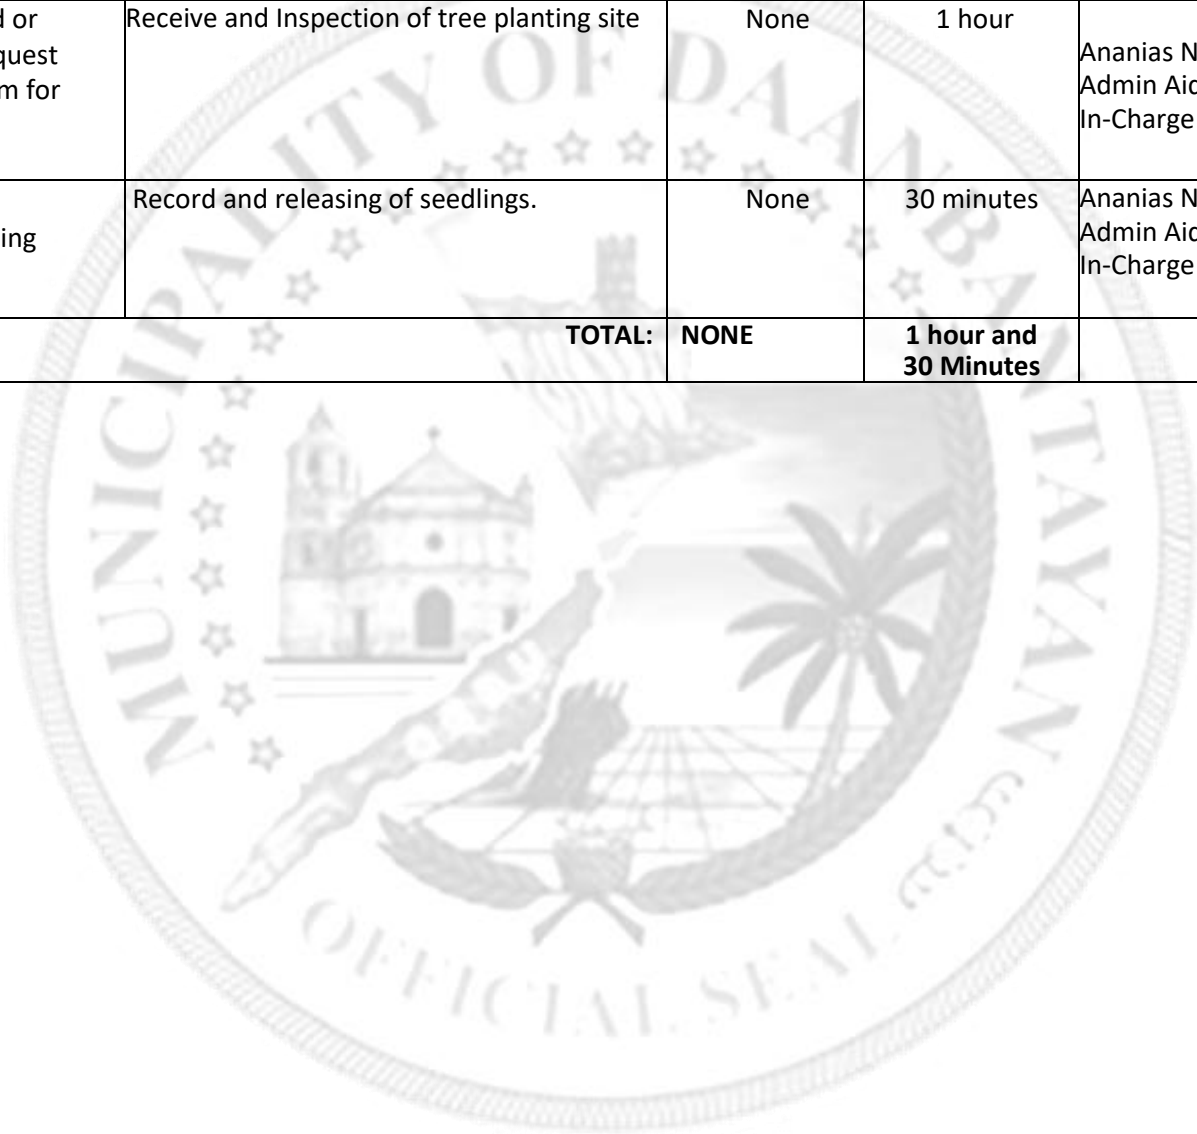 d or Receive and Inspection of tree planting site None 1 hour
quest
m for
Ananias N
Admin Aid
In-Charge
Record and releasing of seedlings. None 30 minutes Ananias N
ing Admin Aid
In-Charge
TOTAL: NONE 1 hour and
30 Minutes
MUNICIPALITY OF DAANBANTAYAN
OFFICIAL SEAL